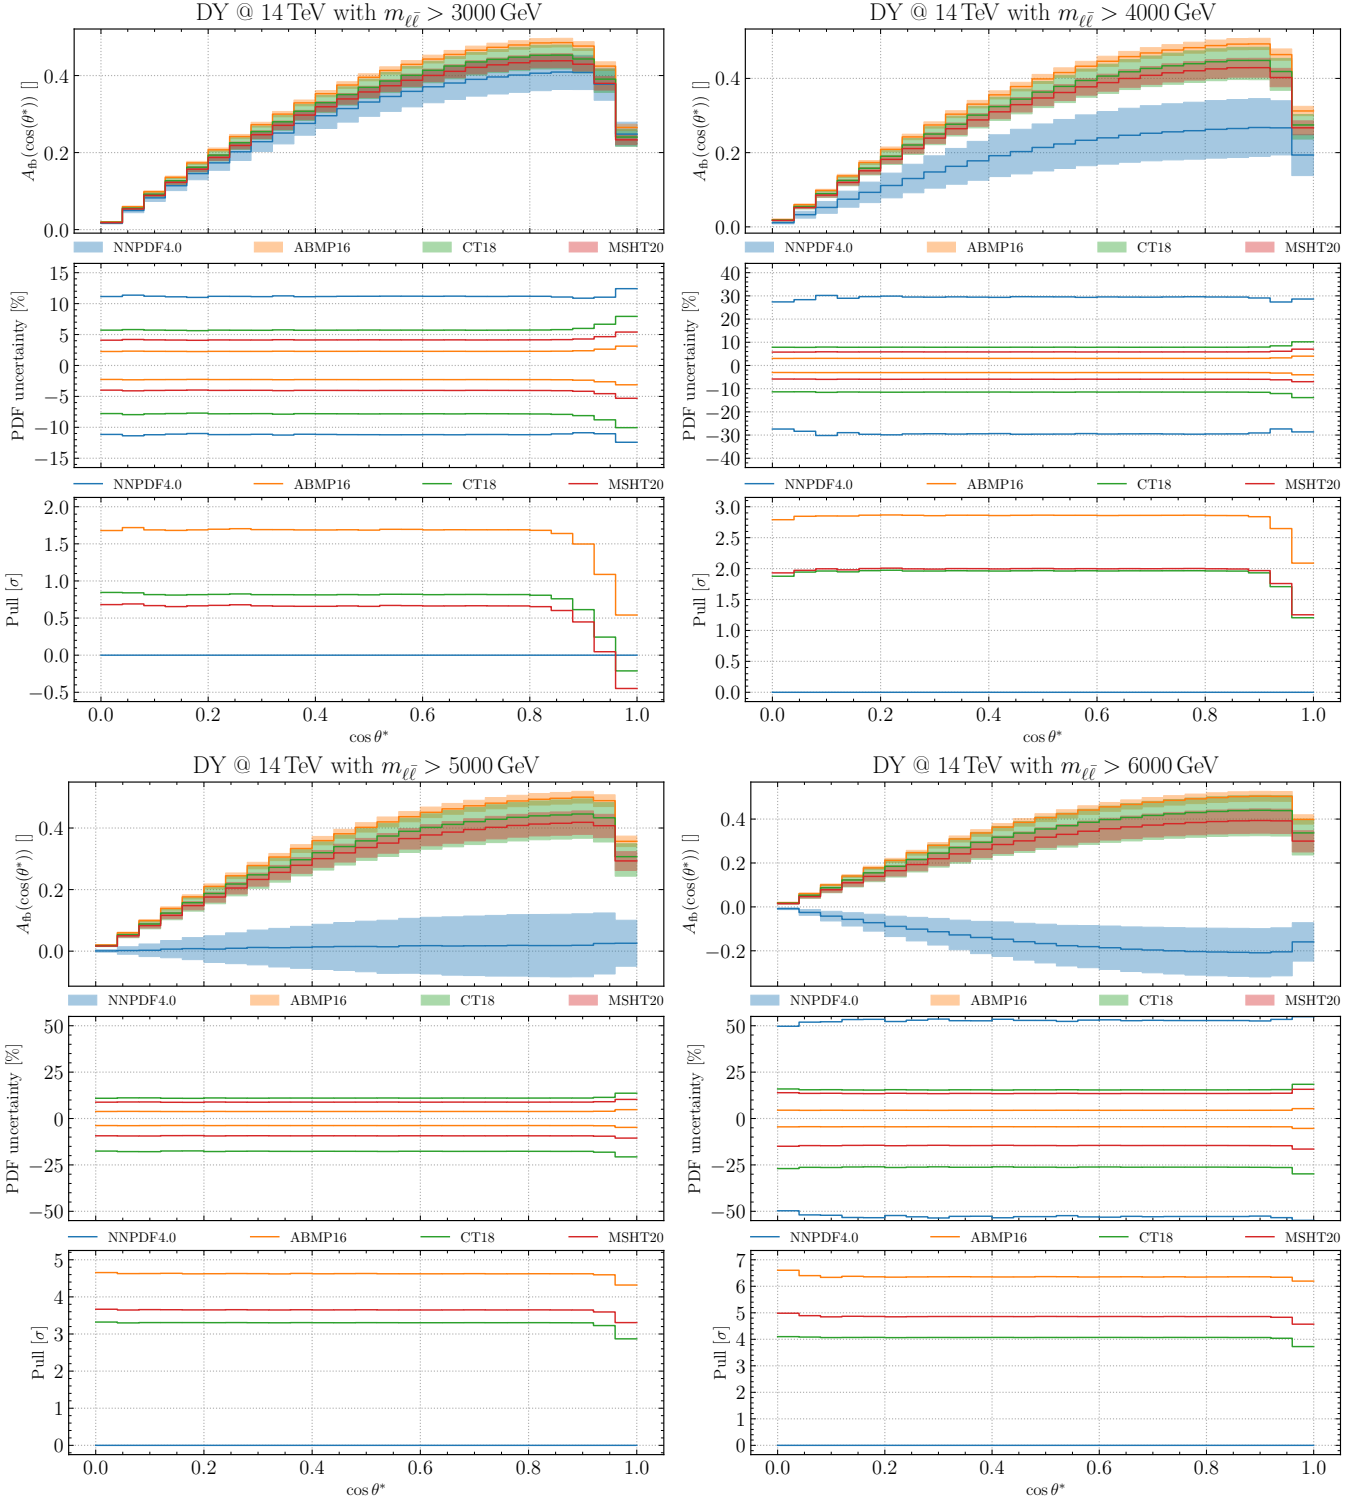 DY @ 14 TeV with m_{ℓℓ̄} > 3000 GeV
A_fb(cos(θ*)) []
0.4
0.2
0.0
NNPDF4.0 ABMP16 CT18 MSHT20
PDF uncertainty [%]
15
10
5
0
−5
−10
−15
NNPDF4.0 ABMP16 CT18 MSHT20
Pull [σ]
2.0
1.5
1.0
0.5
0.0
−0.5
0.0 0.2 0.4 0.6 0.8 1.0
cos θ*
DY @ 14 TeV with m_{ℓℓ̄} > 4000 GeV
A_fb(cos(θ*)) []
0.4
0.2
0.0
NNPDF4.0 ABMP16 CT18 MSHT20
PDF uncertainty [%]
40
30
20
10
0
−10
−20
−30
−40
NNPDF4.0 ABMP16 CT18 MSHT20
Pull [σ]
3.0
2.5
2.0
1.5
1.0
0.5
0.0
0.0 0.2 0.4 0.6 0.8 1.0
cos θ*
DY @ 14 TeV with m_{ℓℓ̄} > 5000 GeV
A_fb(cos(θ*)) []
0.4
0.2
0.0
NNPDF4.0 ABMP16 CT18 MSHT20
PDF uncertainty [%]
50
25
0
−25
−50
NNPDF4.0 ABMP16 CT18 MSHT20
Pull [σ]
5
4
3
2
1
0
0.0 0.2 0.4 0.6 0.8 1.0
cos θ*
DY @ 14 TeV with m_{ℓℓ̄} > 6000 GeV
A_fb(cos(θ*)) []
0.4
0.2
0.0
−0.2
NNPDF4.0 ABMP16 CT18 MSHT20
PDF uncertainty [%]
50
25
0
−25
−50
NNPDF4.0 ABMP16 CT18 MSHT20
Pull [σ]
7
6
5
4
3
2
1
0
0.0 0.2 0.4 0.6 0.8 1.0
cos θ*